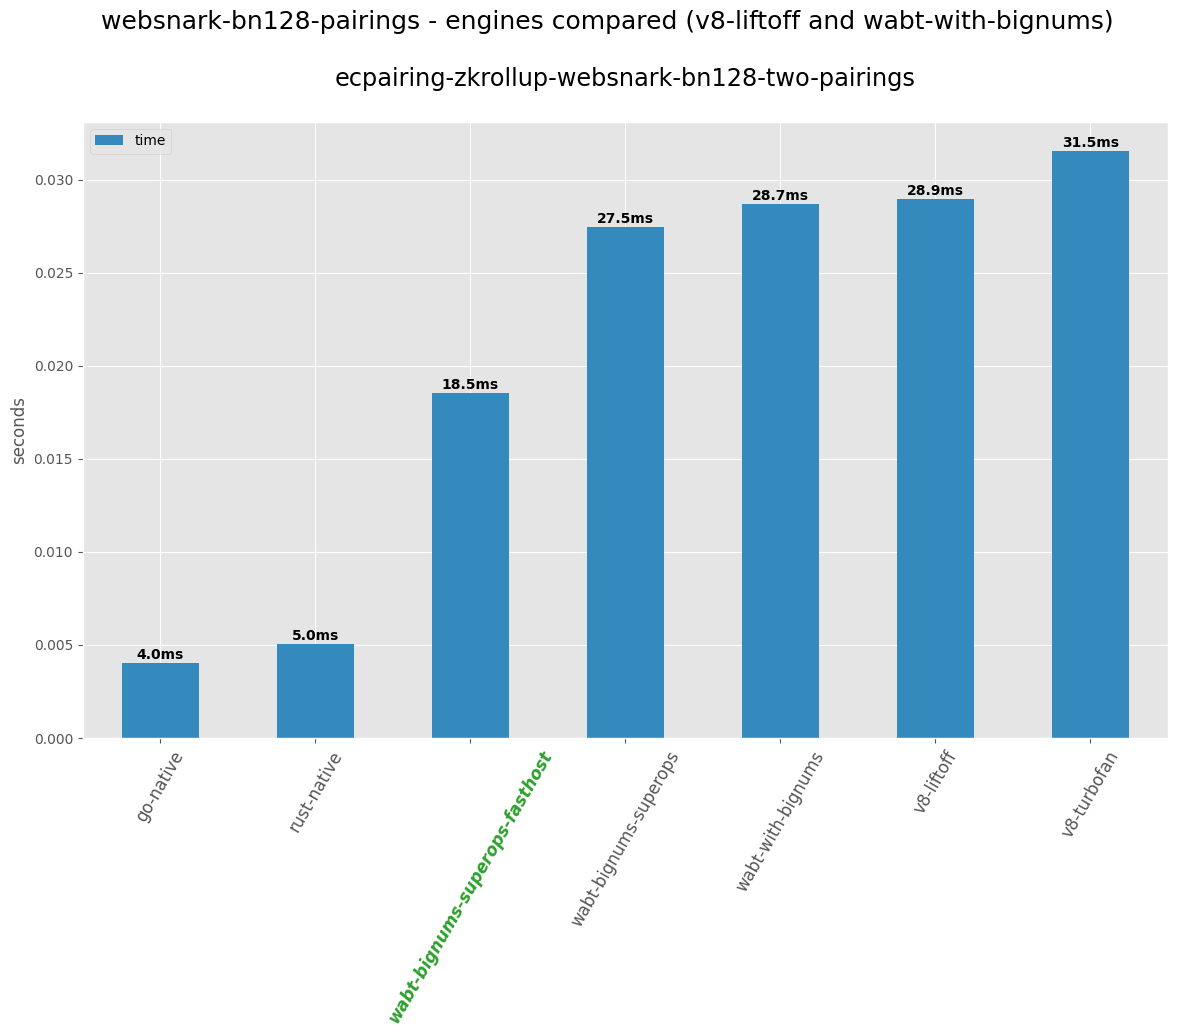 websnark-bn128-pairings - engines compared (v8-liftoff and wabt-with-bignums)
ecpairing-zkrollup-websnark-bn128-two-pairings
time
seconds
0.030
0.025
0.020
0.015
0.010
0.005
0.000
4.0ms
5.0ms
18.5ms
27.5ms
28.7ms
28.9ms
31.5ms
go-native
rust-native
wabt-bignums-superops-fasthost
wabt-bignums-superops
wabt-with-bignums
v8-liftoff
v8-turbofan